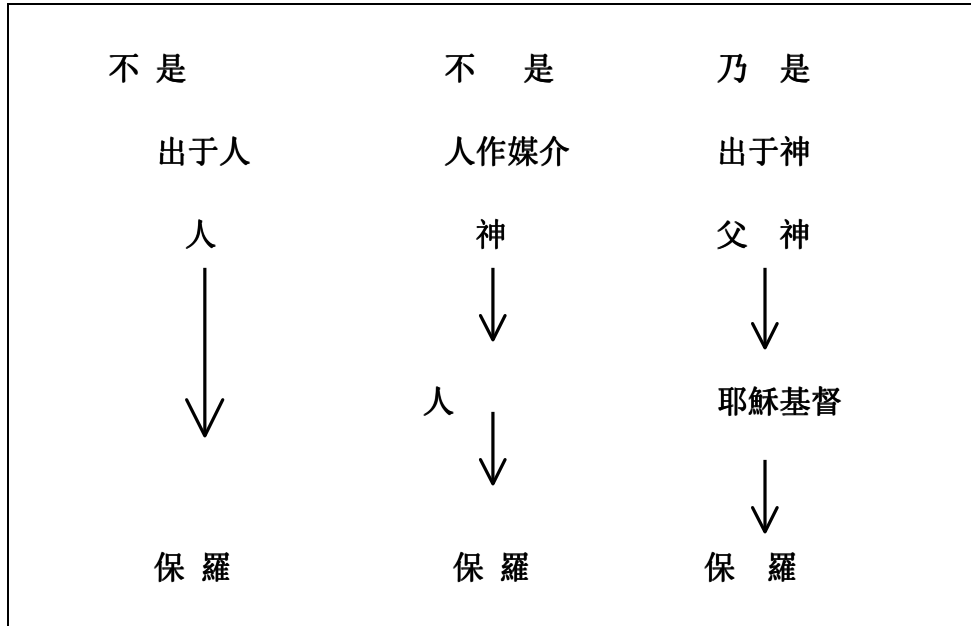 不是 不是 乃是
出于人 人作媒介 出于神
人 神 父神
人 耶穌基督
保羅 保羅 保羅